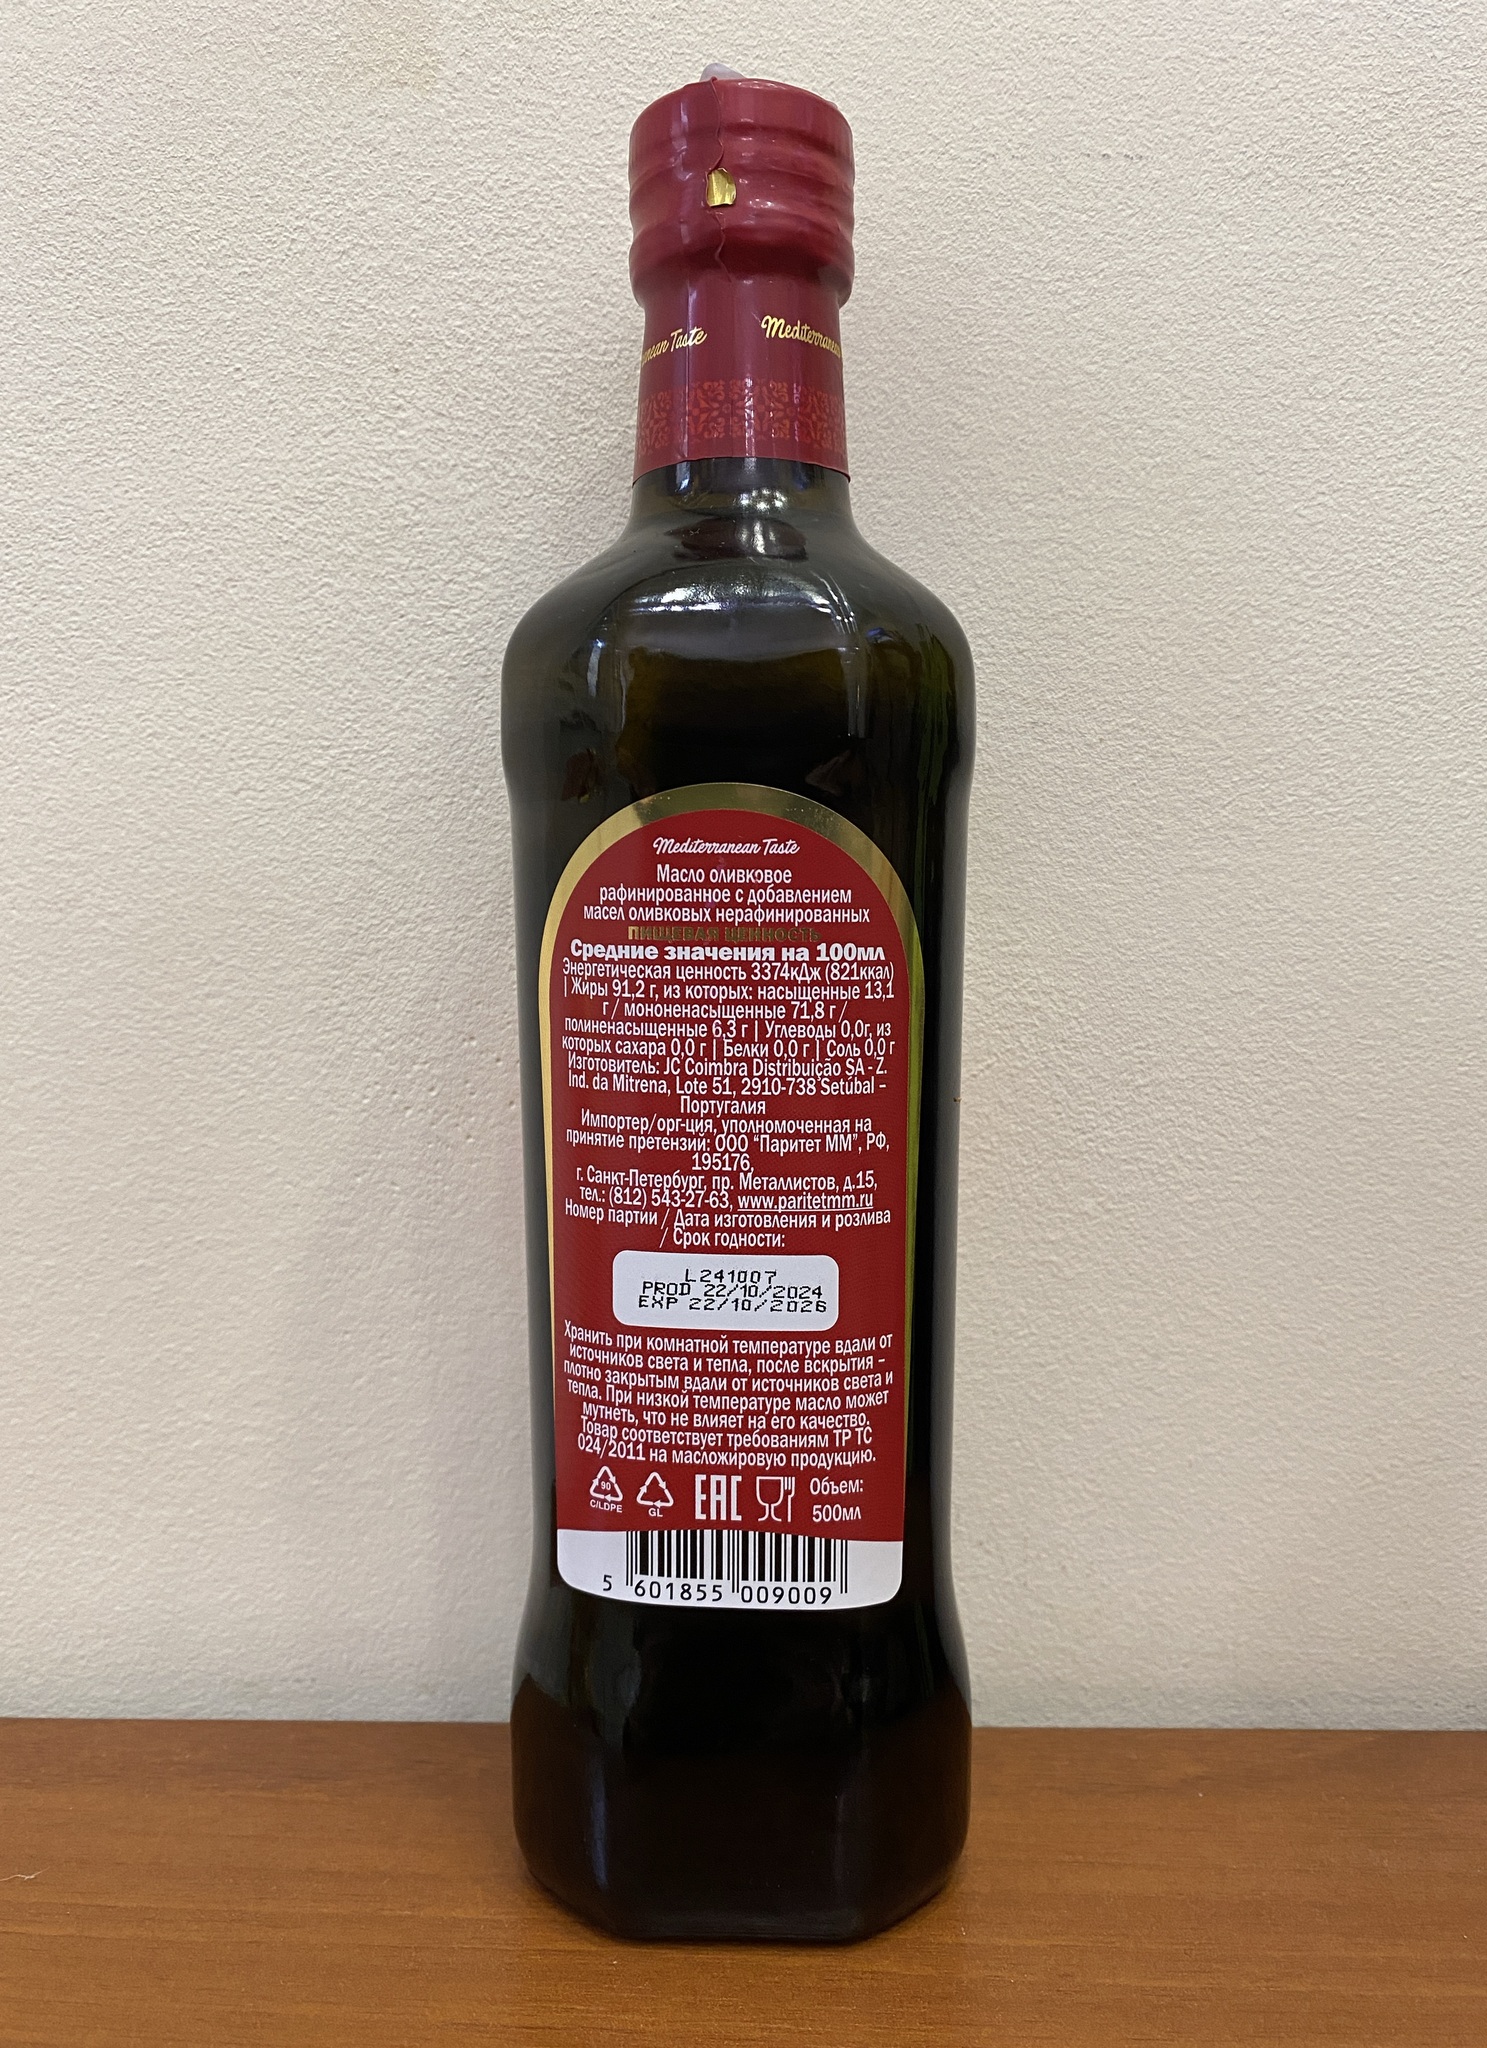 Mediterranean Taste
Mediterranean Taste
Масло оливковое
рафинированное с добавлением
масел оливковых нерафинированных
ПИЩЕВАЯ ЦЕННОСТЬ
Средние значения на 100мл
Энергетическая ценность 3374кДж (821ккал)
| Жиры 91,2 г, из которых: насыщенные 13,1
г / мононенасыщенные 71,8 г /
полиненасыщенные 6,3 г | Углеводы 0,0г, из
которых сахара 0,0 г | Белки 0,0 г | Соль 0,0 г
Изготовитель: JC Coimbra Distribuição SA - Z.
Ind. da Mitrena, Lote 51, 2910-738 Setúbal –
Португалия
Импортер/орг-ция, уполномоченная на
принятие претензий: ООО “Паритет ММ”, РФ,
195176,
г. Санкт-Петербург, пр. Металлистов, д.15,
тел.: (812) 543-27-63, www.paritetmm.ru
Номер партии / Дата изготовления и розлива
/ Срок годности:
L241007
PROD 22/10/2024
EXP 22/10/2026
Хранить при комнатной температуре вдали от
источников света и тепла, после вскрытия –
плотно закрытым вдали от источников света и
тепла. При низкой температуре масло может
мутнеть, что не влияет на его качество.
Товар соответствует требованиям ТР ТС
024/2011 на масложировую продукцию.
90
C/LDPE
GL
EAC
Объем:
500мл
5 601855 009009